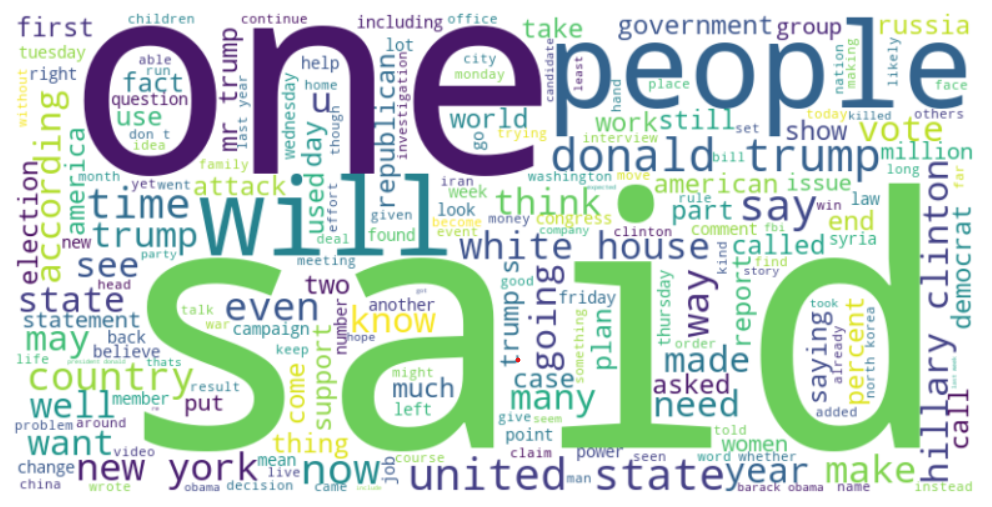 first
children
continue
including
office
take
government
group
russia
tuesday
one
people
able
run
lot
city
monday
candidate
least
nation
making
likely
right
fact
mr trump
help
republican
investigation
hand
place
face
without
question
last year
wednesday
home
though
world
work
still
set
show
today
killed
others
according
use
don t
idea
u
day
go
trying
interview
vote
america
month
family
used
effort
donald trump
bill
million
long
far
yet
went
attack
will
given
iran
week
washington
expected
move
american
issue
law
time
look
think
congress
rule
part
say
win
end
election
new
trump
deal
found
become
event
money
company
clinton
comment
fbi
syria
party
meeting
white house
called
democrat
see
head
said
s
good
kind
find
story
hillary clinton
state
two
another
got
trump
going
friday
way
report
took
statement
talk
even
number
know
something
plan
thursday
saying
already
percent
north korea
may
back
war
campaign
hope
order
made
last week
life
believe
president donald
thats
keep
support
might
case
asked
country
result
come
much
many
need
well
member
put
left
give
seem
added
call
problem
around
thing
point
told
women
want
video
claim
power
seen
word
whether
change
new york
mean
live
now
job
course
united state
man
year
make
china
wrote
obama
decision
came
include
barack obama
name
instead